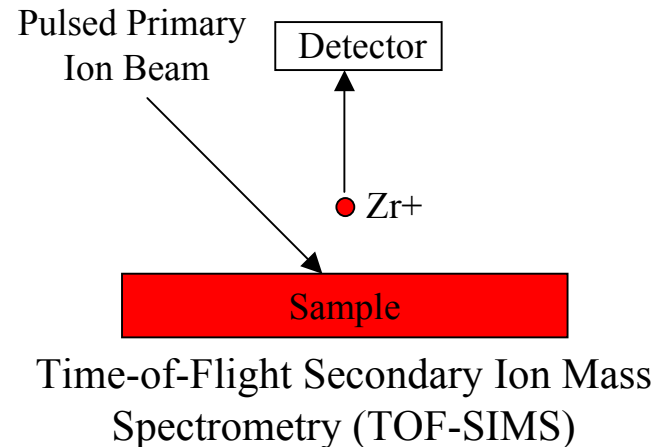 Pulsed Primary
Ion Beam
Detector
Zr+
Sample
Time-of-Flight Secondary Ion Mass
Spectrometry (TOF-SIMS)